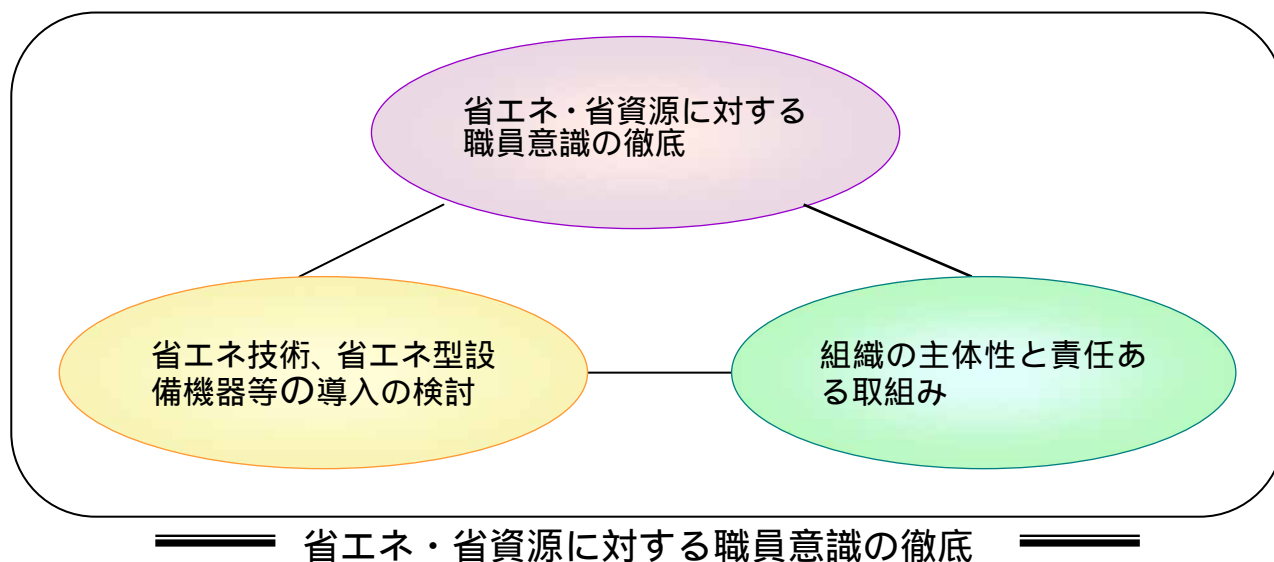 省エネ・省資源に対する
職員意識の徹底
省エネ技術、省エネ型設
備機器等の導入の検討
組織の主体性と責任あ
る取組み
省エネ・省資源に対する職員意識の徹底